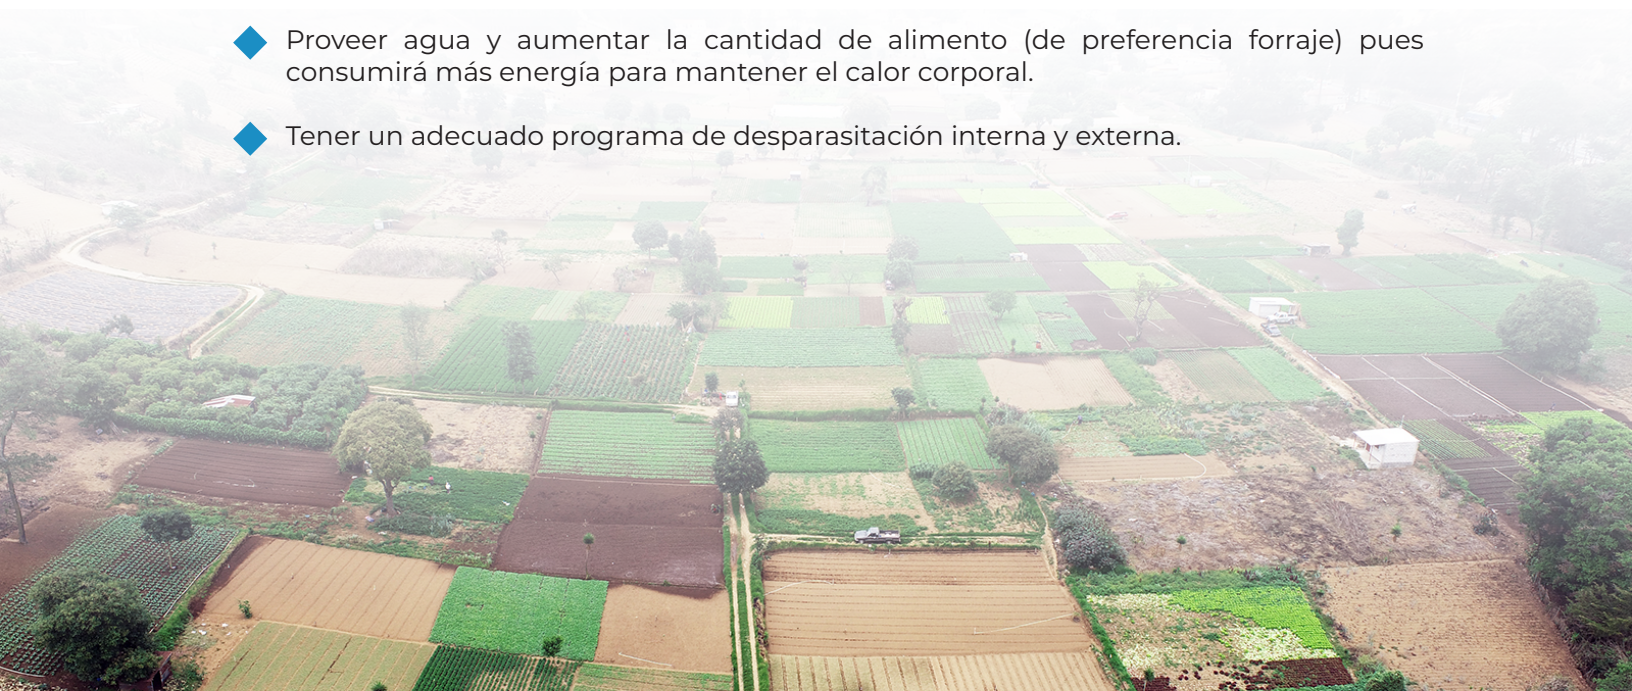 Proveer agua y aumentar la cantidad de alimento (de preferencia forraje) pues
consumirá más energía para mantener el calor corporal.
Tener un adecuado programa de desparasitación interna y externa.